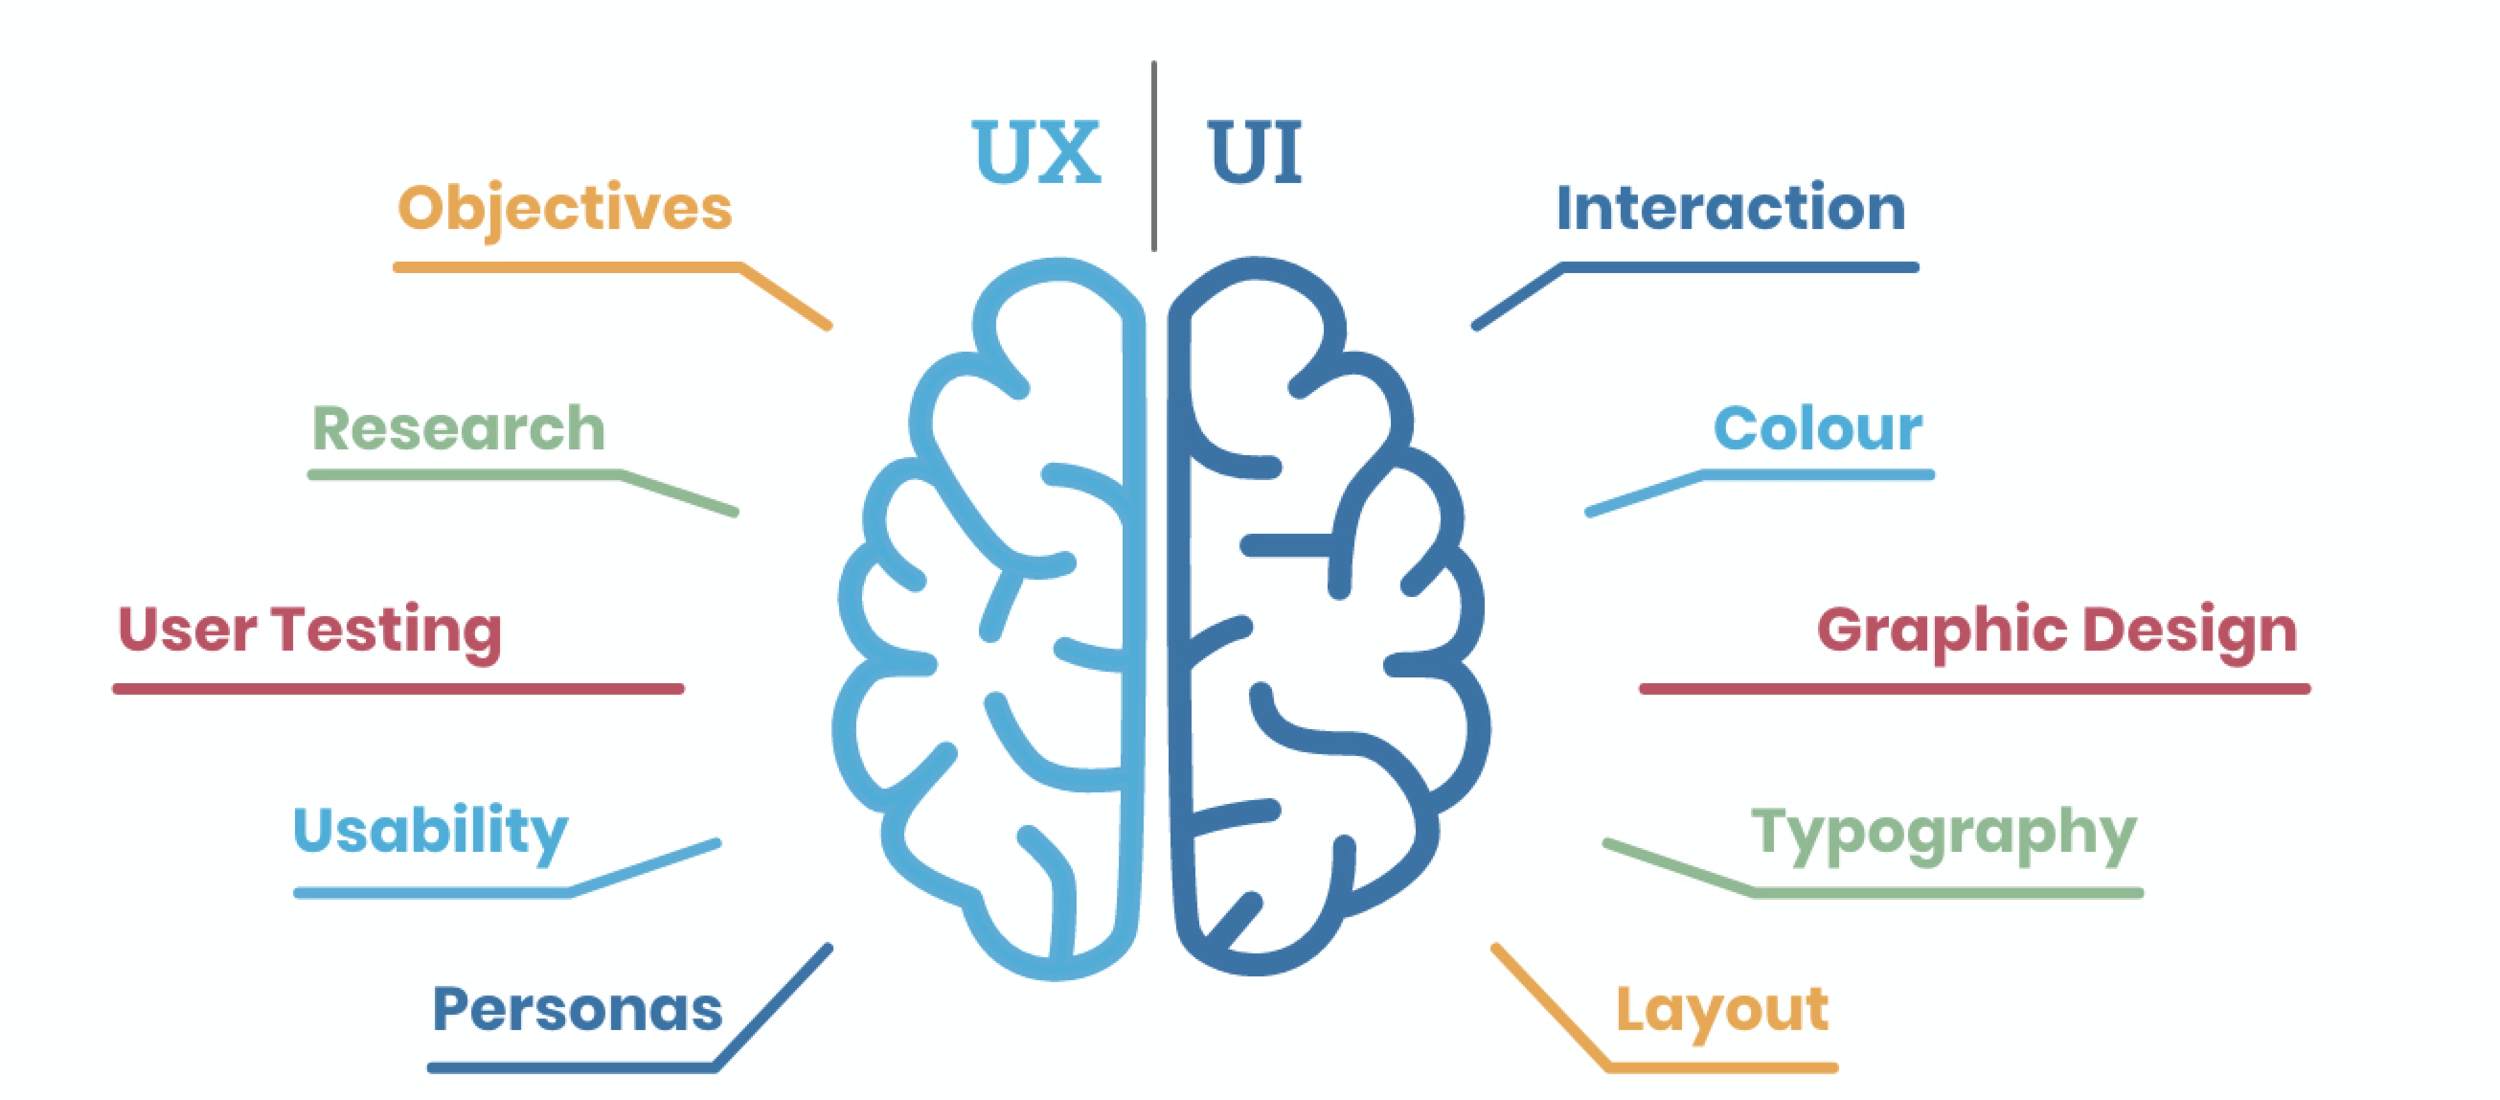 UX
UI
Objectives
Research
User Testing
Usability
Personas
Interaction
Colour
Graphic Design
Typography
Layout